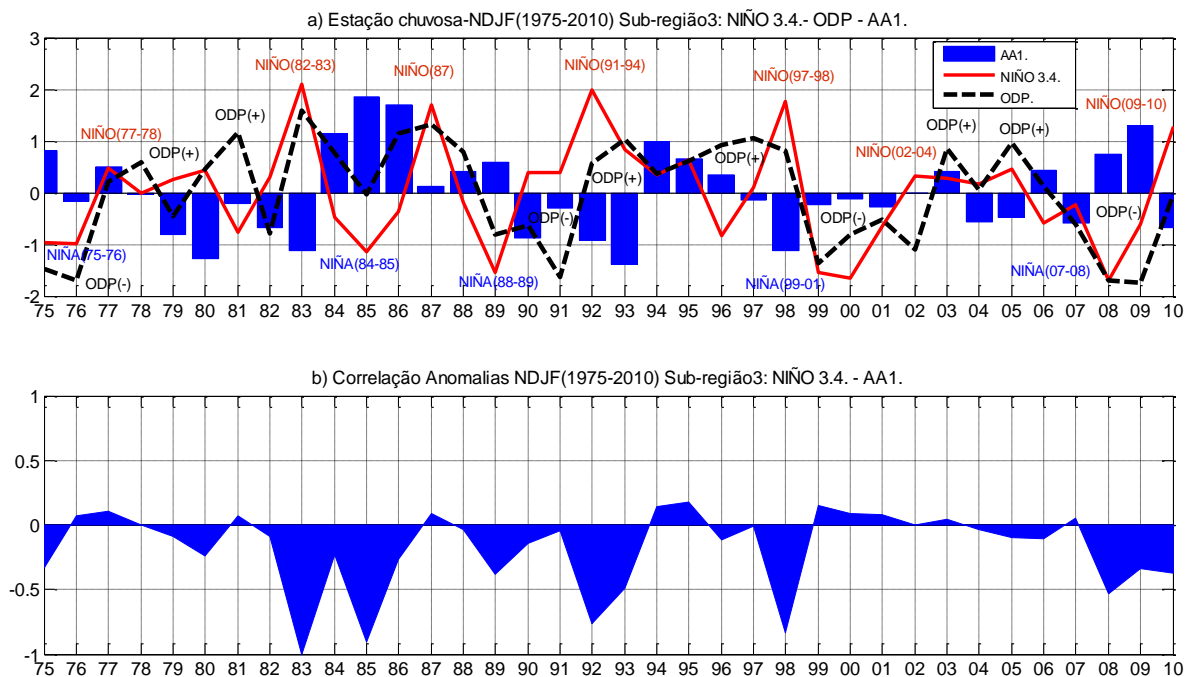 a) Estação chuvosa-NDJF(1975-2010) Sub-região3: NIÑO 3.4.- ODP - AA1.
3
2
1
0
-1
-2
NIÑO(82-83)
NIÑO(87)
NIÑO(91-94)
NIÑO(97-98)
AA1.
NIÑO 3.4.
ODP.
NIÑO(09-10)
NIÑO(77-78)
ODP(+)
ODP(+)
ODP(+)
ODP(+)
ODP(+)
ODP(+)
NIÑO(02-04)
ODP(-)
ODP(-)
ODP(-)
NIÑA(75-76)
NIÑA(84-85)
NIÑA(07-08)
ODP(-)
NIÑA(88-89)
NIÑA(99-01)
75 76 77 78 79 80 81 82 83 84 85 86 87 88 89 90 91 92 93 94 95 96 97 98 99 00 01 02 03 04 05 06 07 08 09 10
b) Correlação Anomalias NDJF(1975-2010) Sub-região3: NIÑO 3.4. - AA1.
1
0.5
0
-0.5
-1
75 76 77 78 79 80 81 82 83 84 85 86 87 88 89 90 91 92 93 94 95 96 97 98 99 00 01 02 03 04 05 06 07 08 09 10